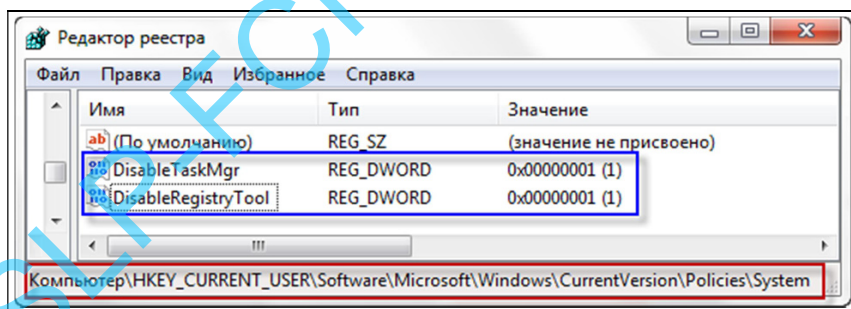 Редактор реестра
Файл Правка Вид Избранное Справка
Имя Тип Значение
ab (По умолчанию) REG_SZ (значение не присвоено)
DisableTaskMgr REG_DWORD 0x00000001 (1)
DisableRegistryTool REG_DWORD 0x00000001 (1)
Компьютер\HKEY_CURRENT_USER\Software\Microsoft\Windows\CurrentVersion\Policies\System